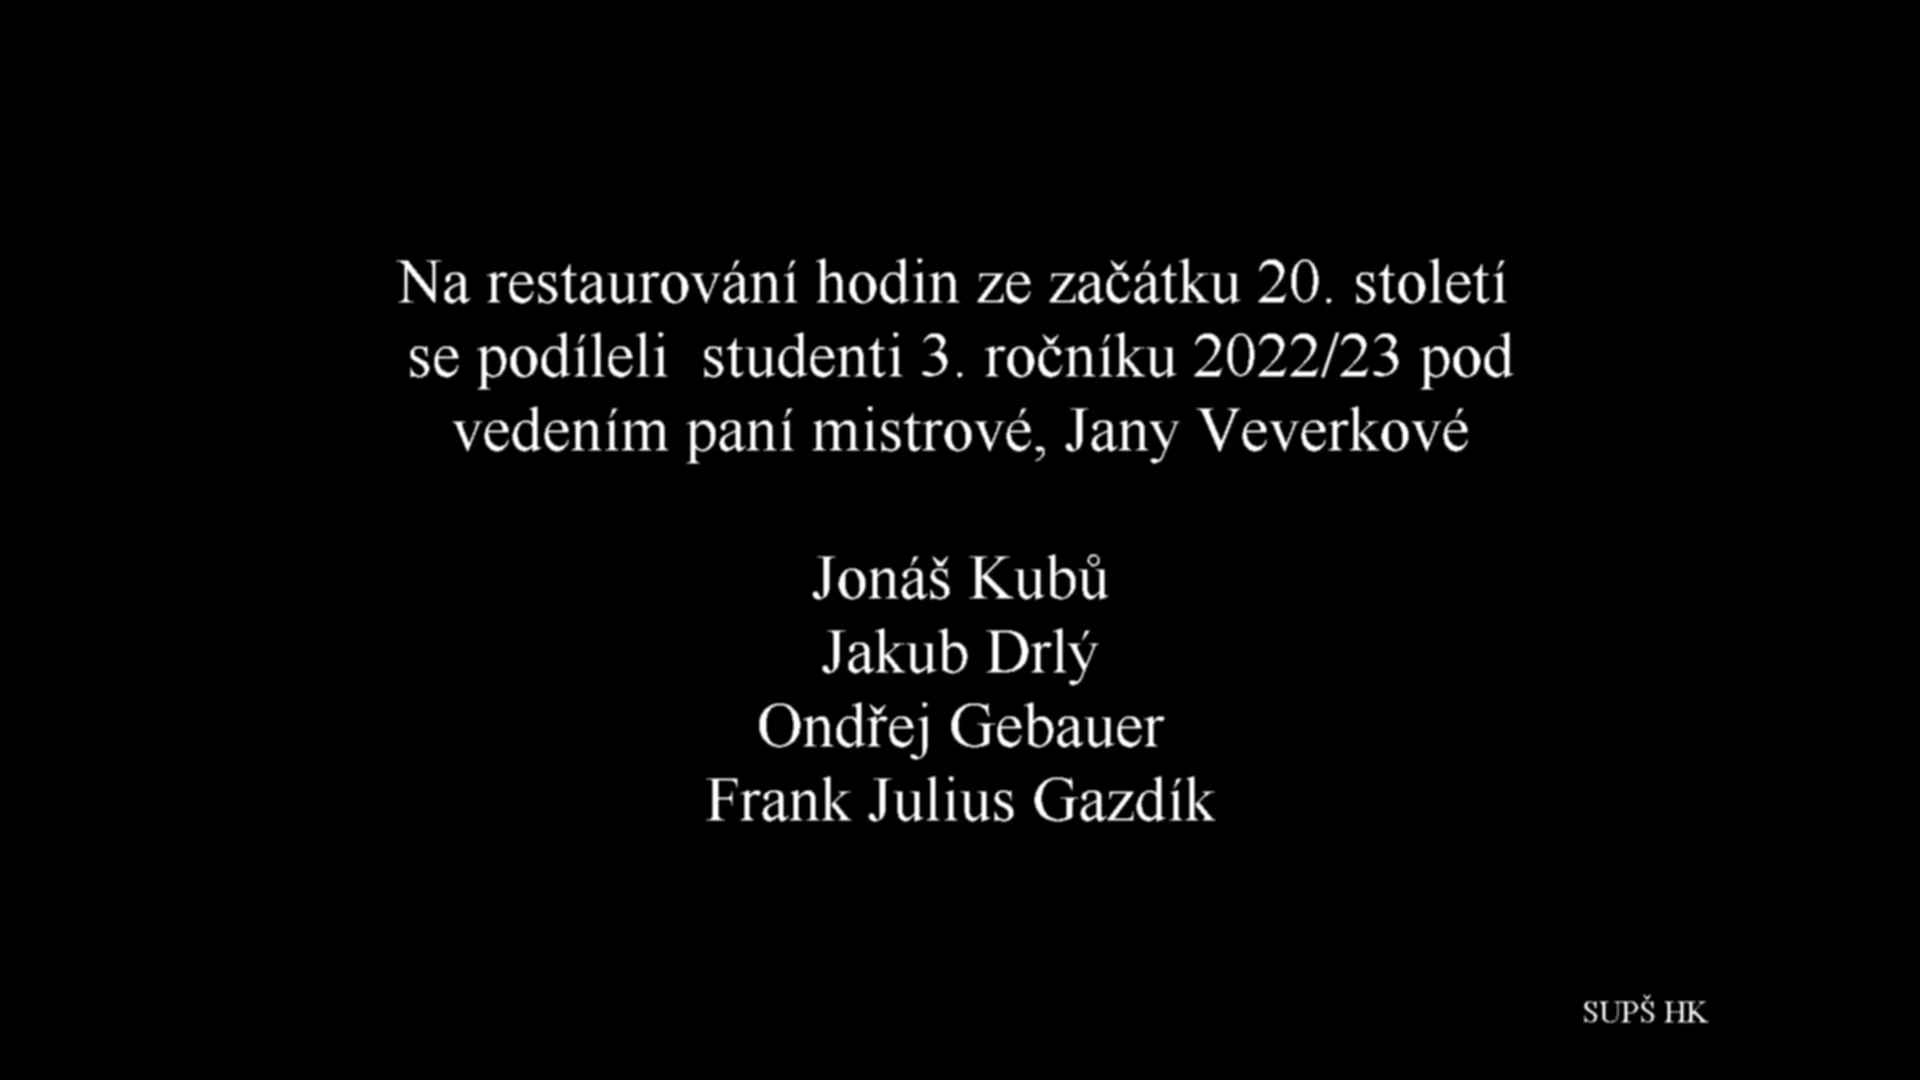 Na restaurování hodin ze začátku 20. století
se podíleli  studenti 3. ročníku 2022/23 pod
vedením paní mistrové, Jany Veverkové
Jonáš Kubů
Jakub Drlý
Ondřej Gebauer
Frank Julius Gazdík
SUPŠ HK